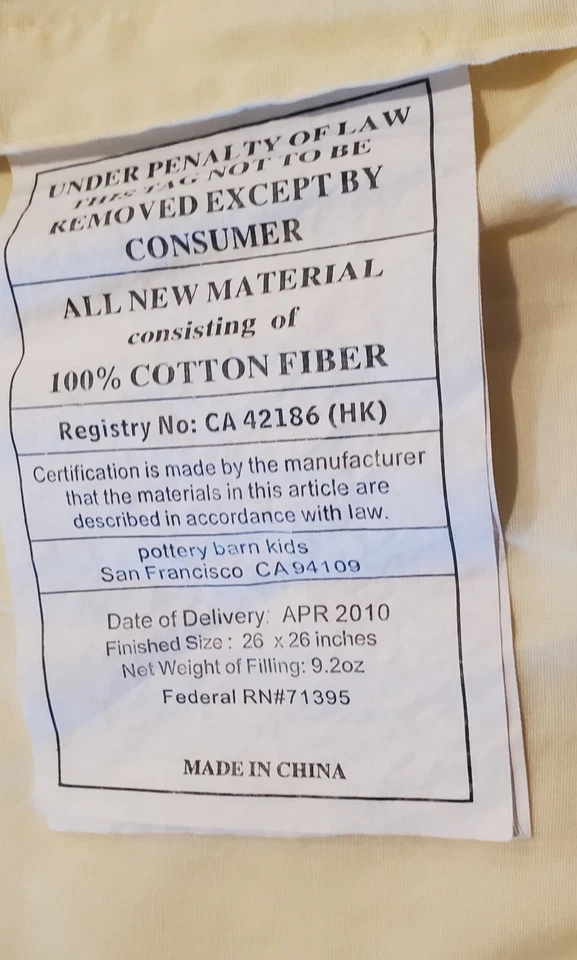 UNDER PENALTY OF LAW
THIS TAG NOT TO BE
REMOVED EXCEPT BY
CONSUMER
ALL NEW MATERIAL
consisting of
100% COTTON FIBER
Registry No: CA 42186 (HK)
Certification is made by the manufacturer
that the materials in this article are
described in accordance with law.
pottery barn kids
San Francisco CA 94109
Date of Delivery: APR 2010
Finished Size : 26 x 26 inches
Net Weight of Filling: 9.2oz
Federal RN#71395
MADE IN CHINA